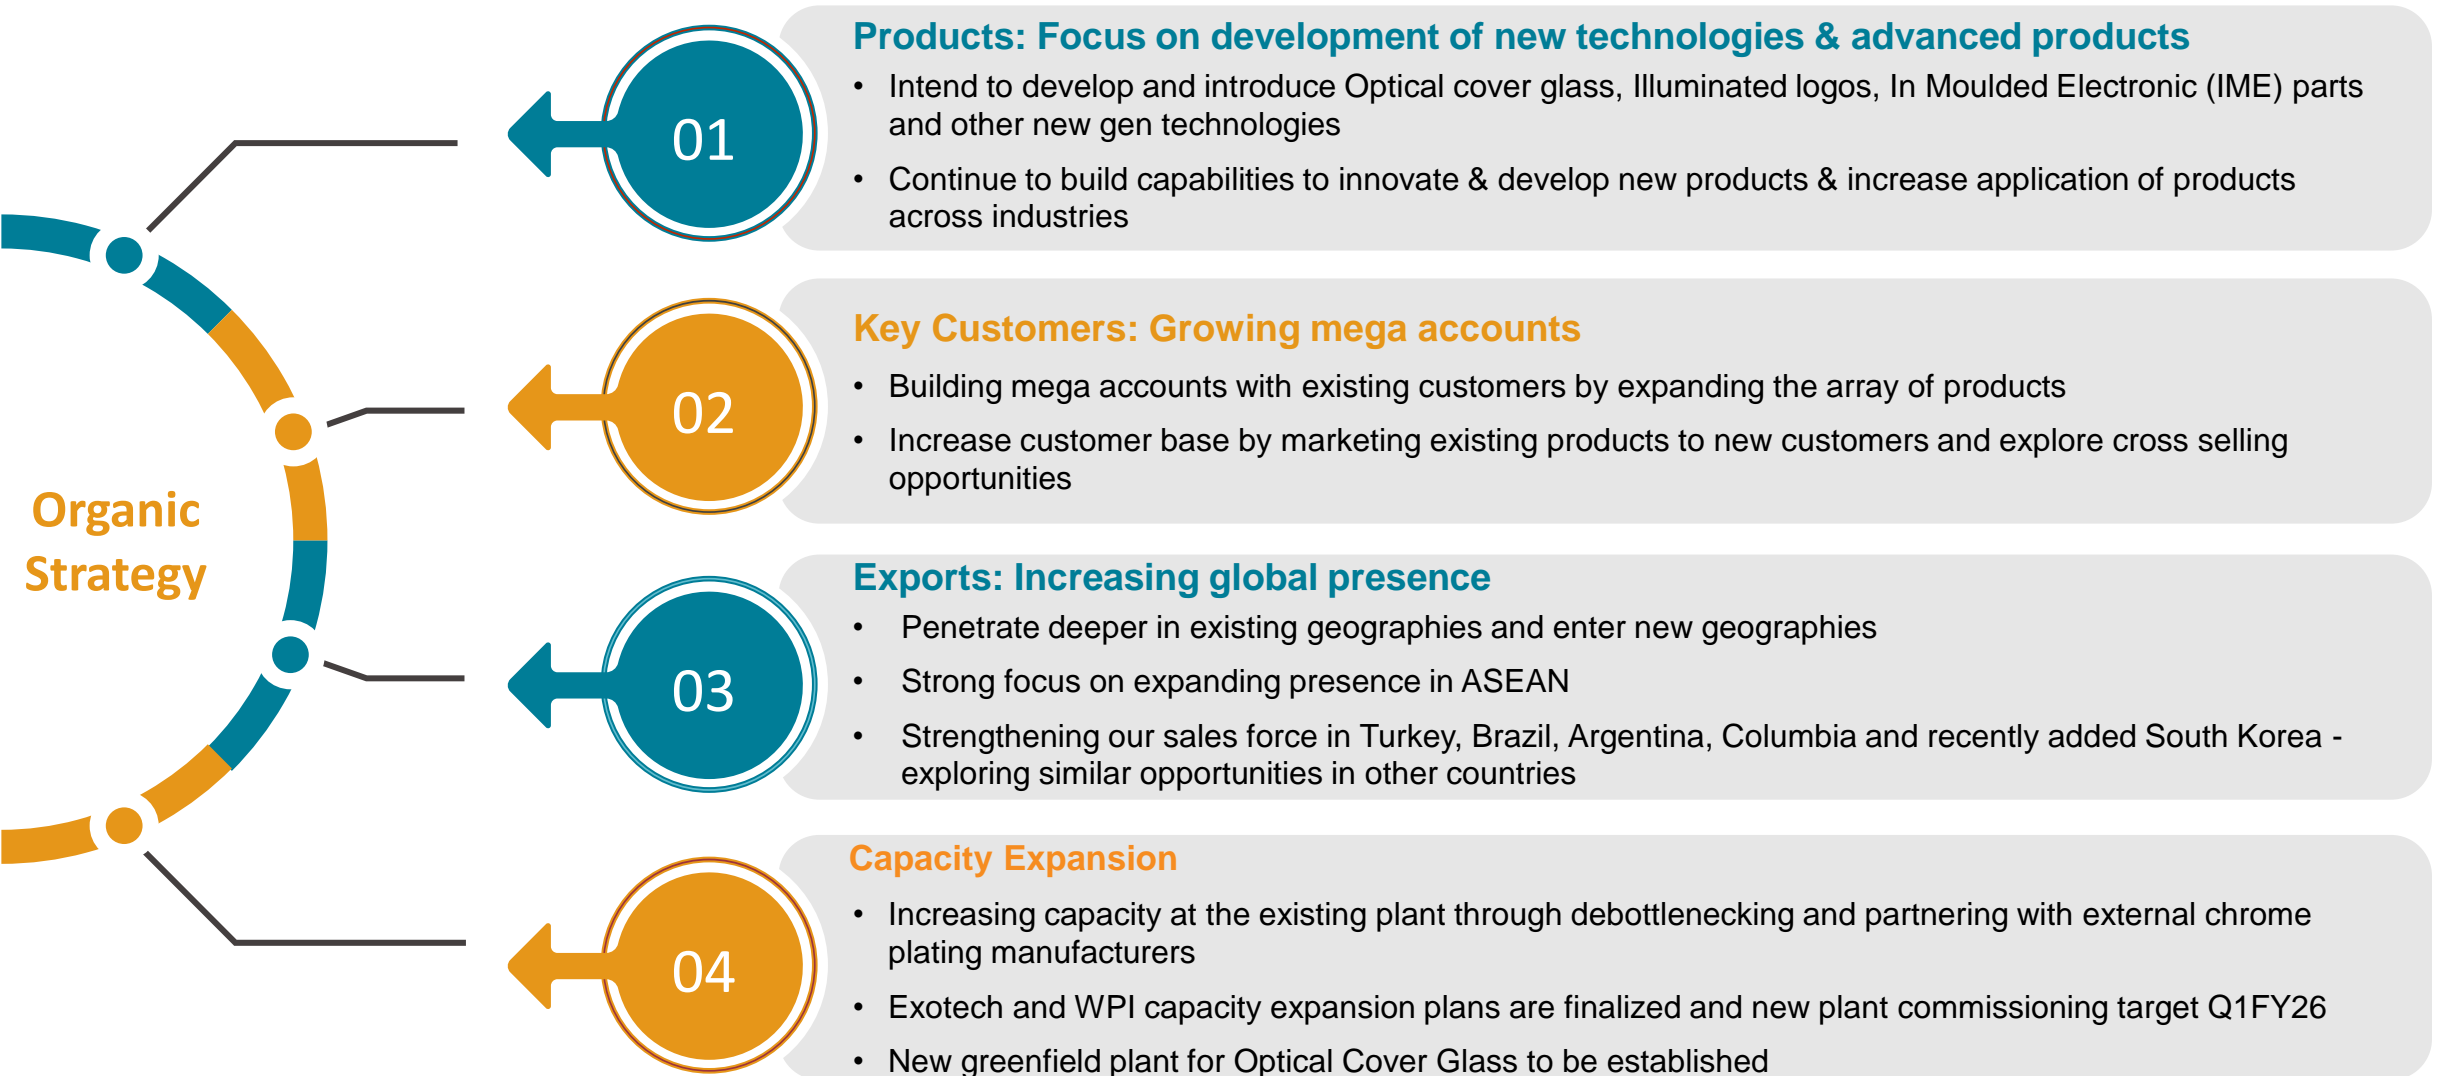 Organic
Strategy
01
Products: Focus on development of new technologies & advanced products
• Intend to develop and introduce Optical cover glass, Illuminated logos, In Moulded Electronic (IME) parts
and other new gen technologies
• Continue to build capabilities to innovate & develop new products & increase application of products
across industries
02
Key Customers: Growing mega accounts
• Building mega accounts with existing customers by expanding the array of products
• Increase customer base by marketing existing products to new customers and explore cross selling
opportunities
03
Exports: Increasing global presence
• Penetrate deeper in existing geographies and enter new geographies
• Strong focus on expanding presence in ASEAN
• Strengthening our sales force in Turkey, Brazil, Argentina, Columbia and recently added South Korea -
exploring similar opportunities in other countries
04
Capacity Expansion
• Increasing capacity at the existing plant through debottlenecking and partnering with external chrome
plating manufacturers
• Exotech and WPI capacity expansion plans are finalized and new plant commissioning target Q1FY26
• New greenfield plant for Optical Cover Glass to be established